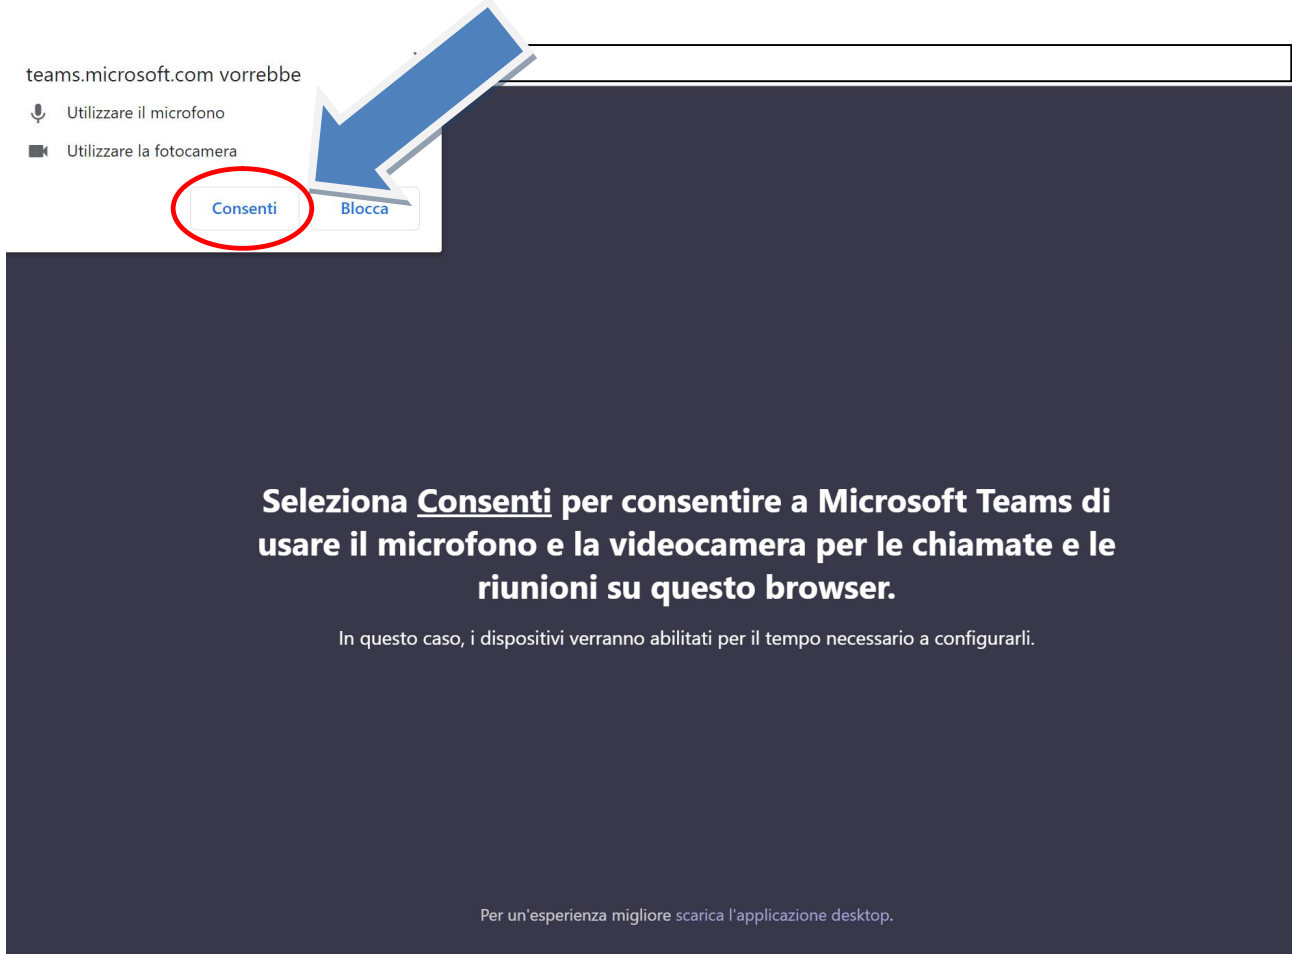 teams.microsoft.com vorrebbe
Utilizzare il microfono
Utilizzare la fotocamera
Consenti Blocca
Seleziona Consenti per consentire a Microsoft Teams di
usare il microfono e la videocamera per le chiamate e le
riunioni su questo browser.
In questo caso, i dispositivi verranno abilitati per il tempo necessario a configurarli.
Per un'esperienza migliore scarica l'applicazione desktop.